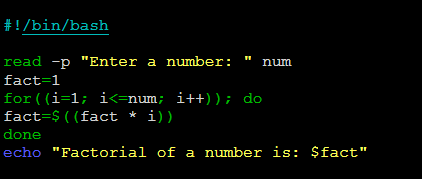 #!/bin/bash
read -p "Enter a number: " num
fact=1
for((i=1; i<=num; i++)); do
fact=$((fact * i))
done
echo "Factorial of a number is: $fact"